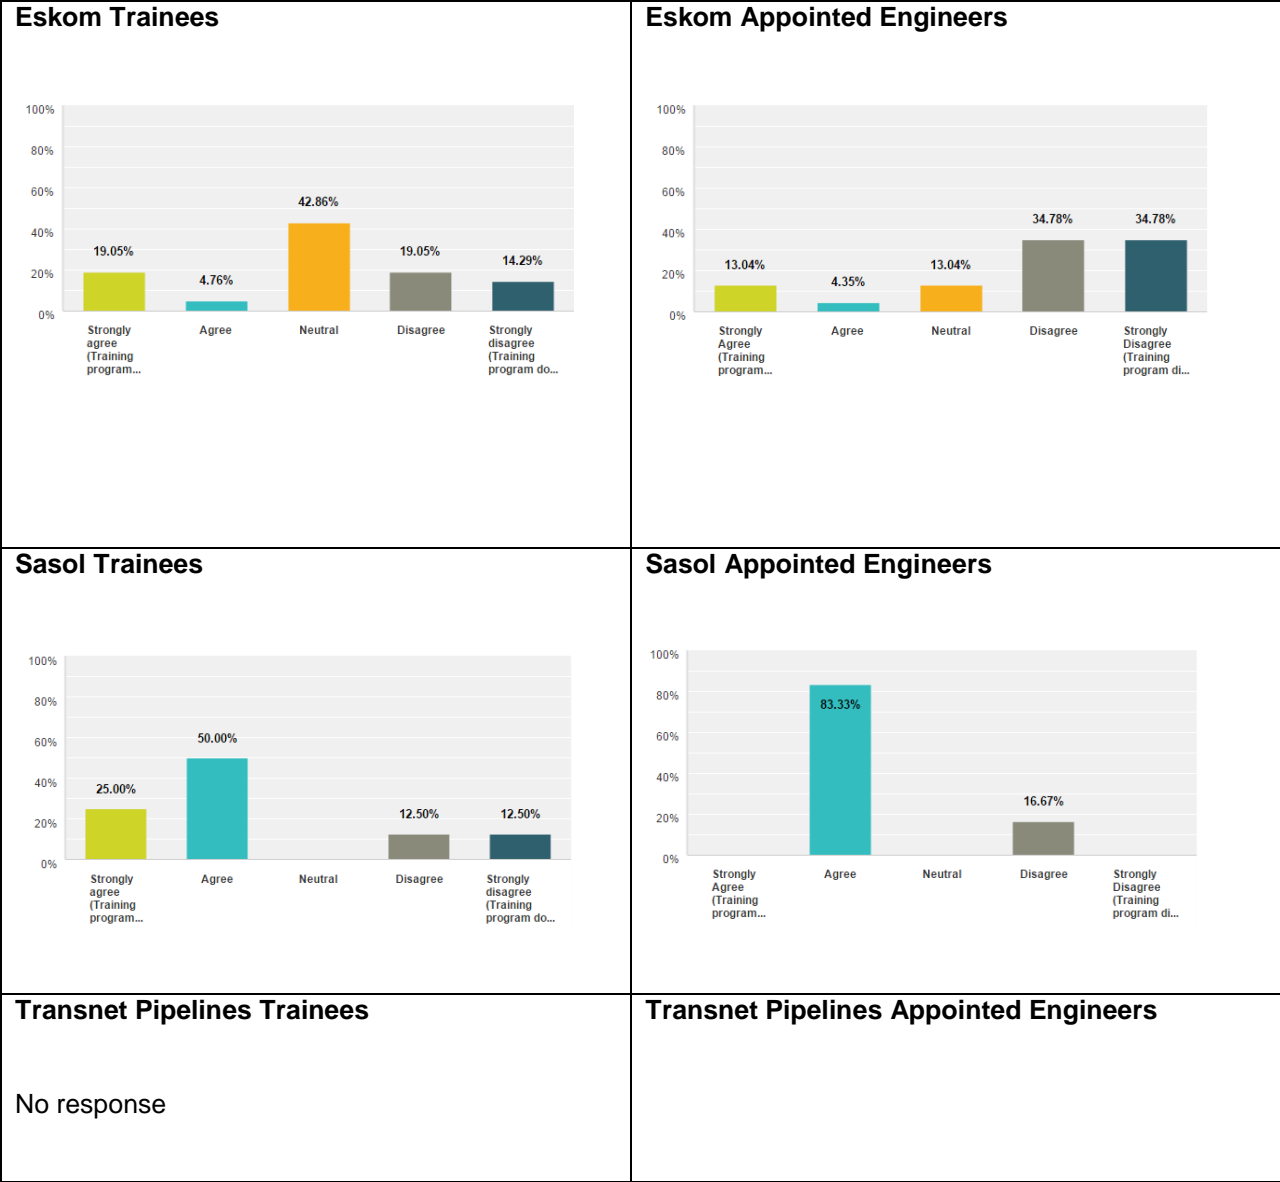 Eskom Trainees
100%
80%
60%
40%
20%
0%
19.05%
4.76%
42.86%
19.05%
14.29%
Strongly
agree
(Training
program...
Agree
Neutral
Disagree
Strongly
disagree
(Training
program do...
Eskom Appointed Engineers
100%
80%
60%
40%
20%
0%
13.04%
4.35%
13.04%
34.78%
34.78%
Strongly
Agree
(Training
program...
Agree
Neutral
Disagree
Strongly
Disagree
(Training
program di...
Sasol Trainees
100%
80%
60%
40%
20%
0%
25.00%
50.00%
12.50%
12.50%
Strongly
agree
(Training
program...
Agree
Neutral
Disagree
Strongly
disagree
(Training
program do...
Sasol Appointed Engineers
100%
80%
60%
40%
20%
0%
83.33%
16.67%
Strongly
Agree
(Training
program...
Agree
Neutral
Disagree
Strongly
Disagree
(Training
program di...
Transnet Pipelines Trainees
No response
Transnet Pipelines Appointed Engineers